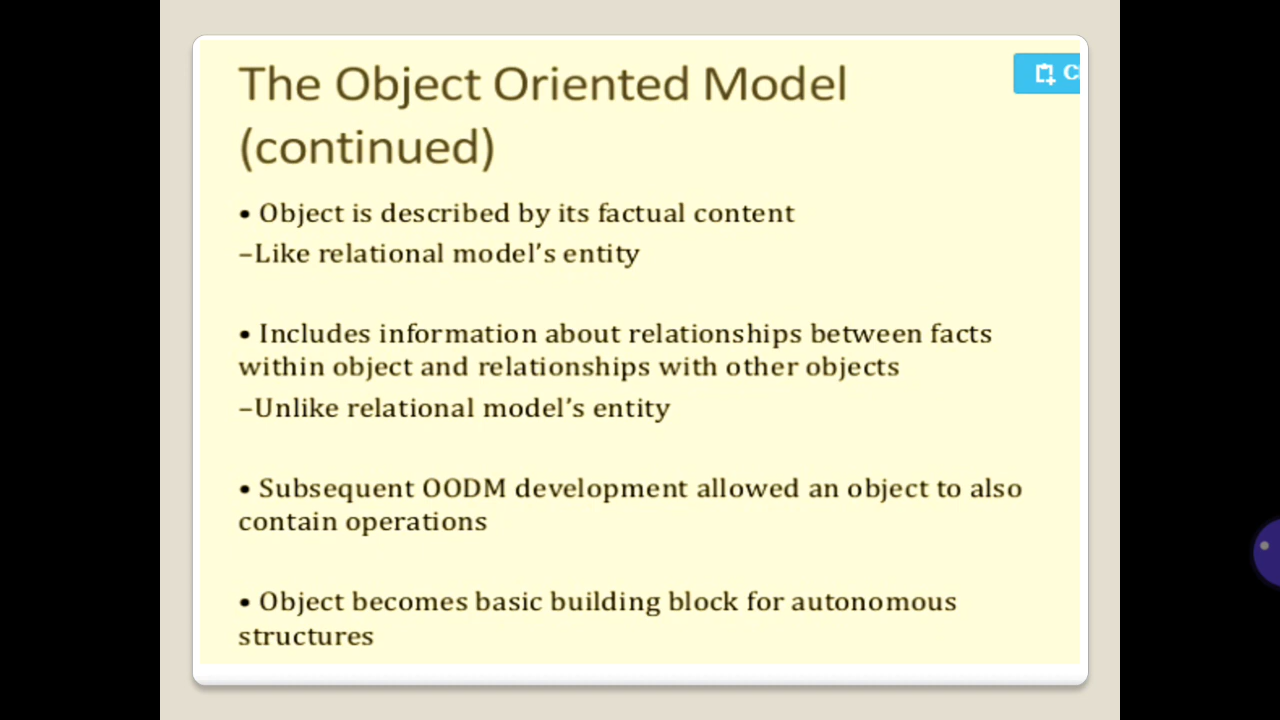 The Object Oriented Model
(continued)
• Object is described by its factual content
–Like relational model's entity
• Includes information about relationships between facts
within object and relationships with other objects
–Unlike relational model's entity
• Subsequent OODM development allowed an object to also
contain operations
• Object becomes basic building block for autonomous
structures